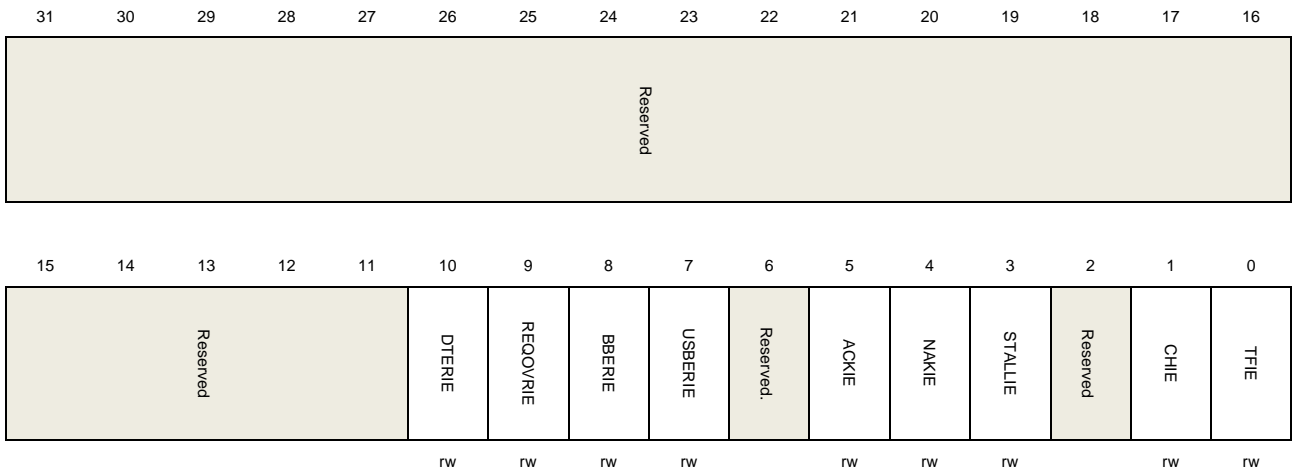 31 30 29 28 27 26 25 24 23 22 21 20 19 18 17 16
Reserved
15 14 13 12 11 10 9 8 7 6 5 4 3 2 1 0
Reserved DTERIE REQOVRIE BBERIE USBERIE Reserved. ACKIE NAKIE STALLIE Reserved CHIE TFIE
rw rw rw rw rw rw rw rw rw